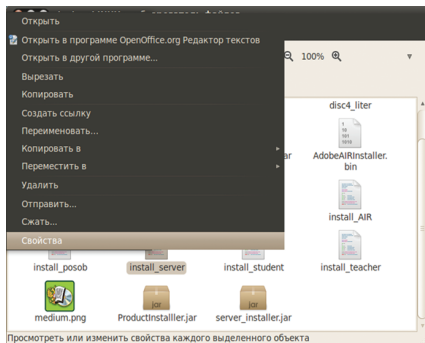 Открыть
Открыть в программе OpenOffice.org Редактор текстов
Открыть в другой программе...
Вырезать
Копировать
Создать ссылку
Переименовать...
Копировать в
Переместить в
Удалить
Отправить...
Сжать...
Свойства
100%
disc4_liter
ar
AdobeAIRInstaller.
bin
install_AIR
install_posob
install_server
install_student
install_teacher
medium.png
ProductInstalller.jar
server_installer.jar
Просмотреть или изменить свойства каждого выделенного объекта